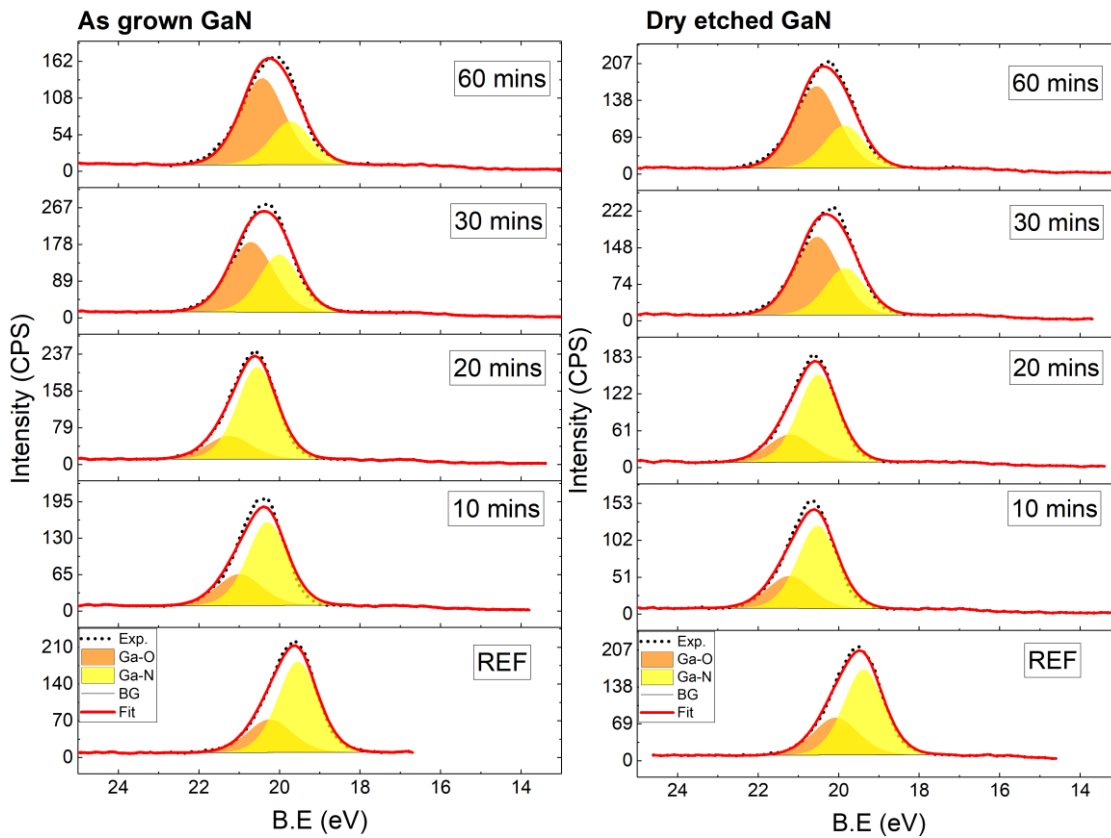 As grown GaN
162
108
54
0
60 mins
267
178
89
0
30 mins
237
158
79
0
20 mins
195
130
65
0
10 mins
210
140
70
0
REF
Exp.
Ga-O
Ga-N
BG
Fit
24 22 20 18 16 14
B.E (eV)
Intensity (CPS)
Dry etched GaN
207
138
69
0
60 mins
222
148
74
0
30 mins
183
122
61
0
20 mins
153
102
51
0
10 mins
207
138
69
0
REF
Exp.
Ga-O
Ga-N
BG
Fit
24 22 20 18 16 14
B.E (eV)
Intensity (CPS)